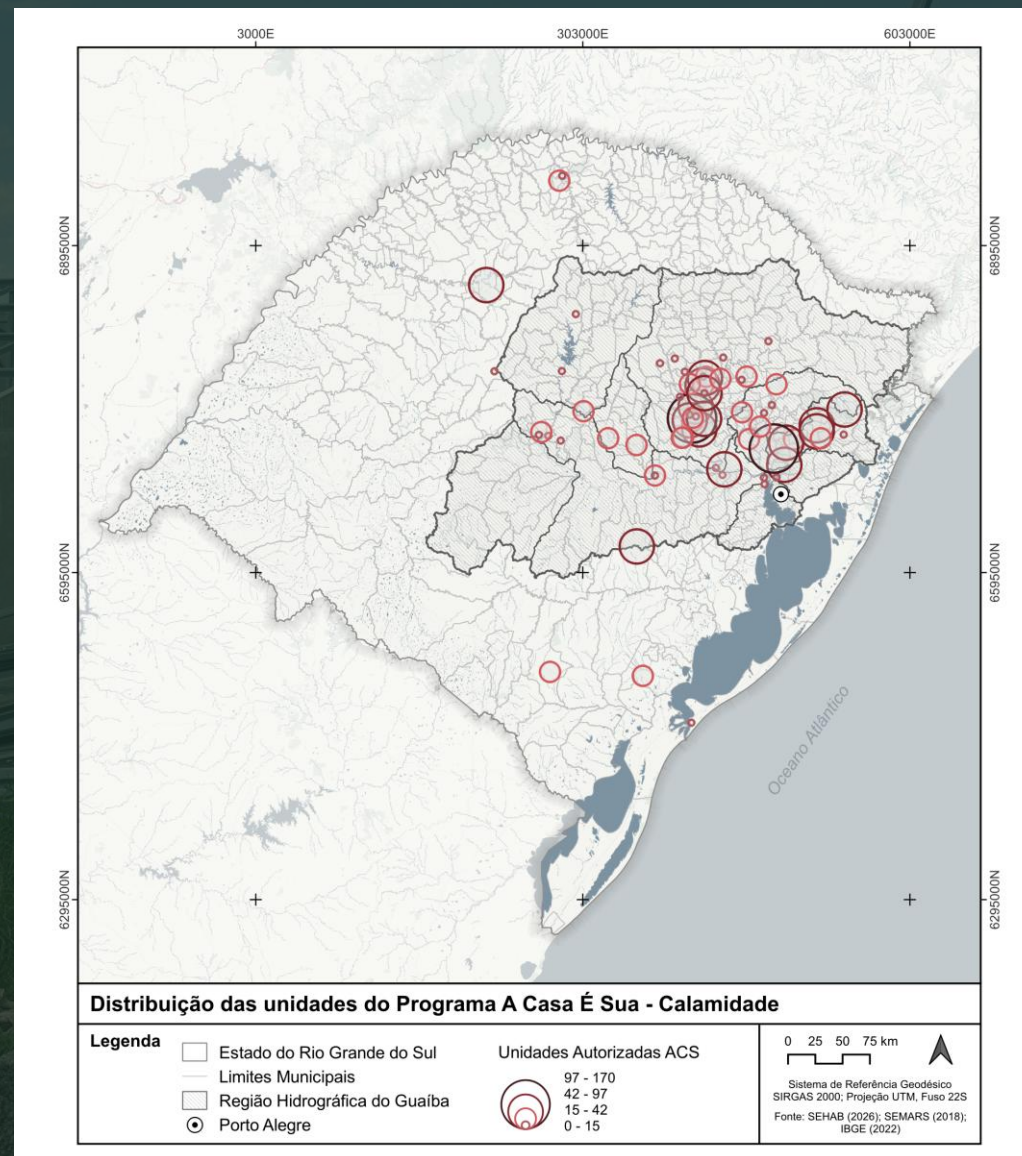 3000E
303000E
603000E
6895000N
6895000N
6595000N
6595000N
6295000N
6295000N
Oceano Atlântico
Distribuição das unidades do Programa A Casa É Sua - Calamidade
Legenda
Estado do Rio Grande do Sul
Limites Municipais
Região Hidrográfica do Guaíba
Porto Alegre
Unidades Autorizadas ACS
97 - 170
42 - 97
15 - 42
0 - 15
0 25 50 75 km
Sistema de Referência Geodésico
SIRGAS 2000; Projeção UTM, Fuso 22S
Fonte: SEHAB (2026); SEMARS (2018);
IBGE (2022)